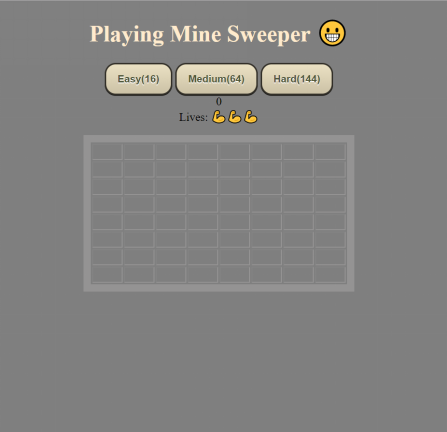 Playing Mine Sweeper 😀
Easy(16) Medium(64) Hard(144)
0
Lives: 💪💪💪